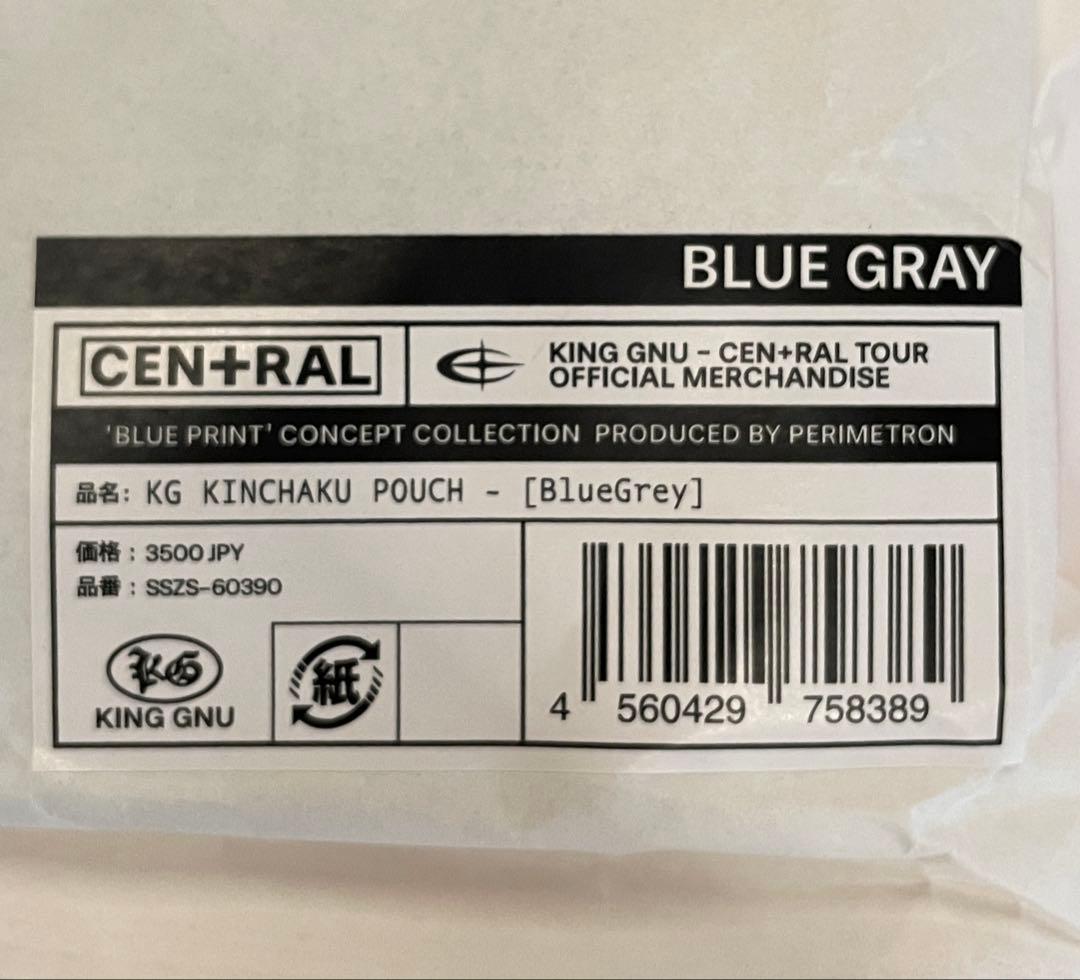 BLUE GRAY
CEN+RAL
KING GNU - CEN+RAL TOUR
OFFICIAL MERCHANDISE
'BLUE PRINT' CONCEPT COLLECTION PRODUCED BY PERIMETRON
品名: KG KINCHAKU POUCH - [BlueGrey]
価格 : 3500 JPY
品番 : SSZS-60390
KG
KING GNU
紙
4 560429 758389